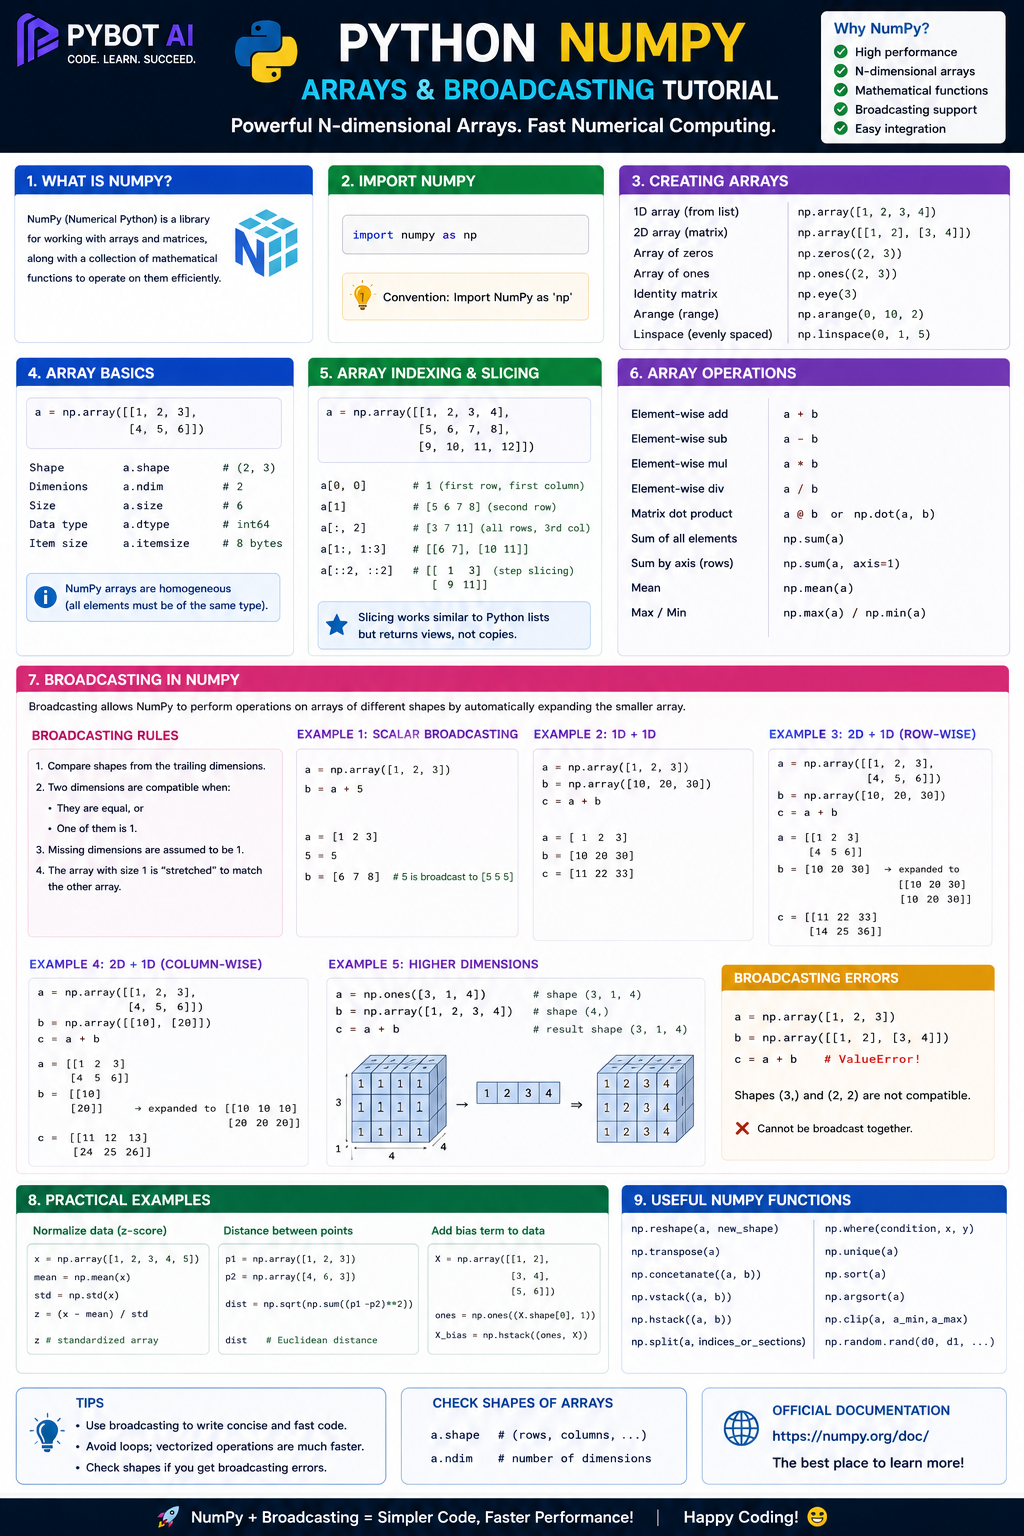 PYBOT AI
CODE. LEARN. SUCCEED.
PYTHON NUMPY
ARRAYS & BROADCASTING TUTORIAL
Powerful N-dimensional Arrays. Fast Numerical Computing.
Why NumPy?
High performance
N-dimensional arrays
Mathematical functions
Broadcasting support
Easy integration
1. WHAT IS NUMPY?
NumPy (Numerical Python) is a library
for working with arrays and matrices,
along with a collection of mathematical
functions to operate on them efficiently.
N
2. IMPORT NUMPY
import numpy as np
Convention: Import NumPy as 'np'
3. CREATING ARRAYS
1D array (from list) np.array([1, 2, 3, 4])
2D array (matrix) np.array([[1, 2], [3, 4]])
Array of zeros np.zeros((2, 3))
Array of ones np.ones((2, 3))
Identity matrix np.eye(3)
Arange (range) np.arange(0, 10, 2)
Linspace (evenly spaced) np.linspace(0, 1, 5)
4. ARRAY BASICS
a = np.array([[1, 2, 3],
[4, 5, 6]])
Shape a.shape # (2, 3)
Dimenions a.ndim # 2
Size a.size # 6
Data type a.dtype # int64
Item size a.itemsize # 8 bytes
NumPy arrays are homogeneous
(all elements must be of the same type).
5. ARRAY INDEXING & SLICING
a = np.array([[1, 2, 3, 4],
[5, 6, 7, 8],
[9, 10, 11, 12]])
a[0, 0] # 1 (first row, first column)
a[1] # [5 6 7 8] (second row)
a[:, 2] # [3 7 11] (all rows, 3rd col)
a[1:, 1:3] # [[6 7], [10 11]]
a[::2, ::2] # [[ 1 3] (step slicing)
[ 9 11]]
Slicing works similar to Python lists
but returns views, not copies.
6. ARRAY OPERATIONS
Element-wise add a + b
Element-wise sub a - b
Element-wise mul a * b
Element-wise div a / b
Matrix dot product a @ b or np.dot(a, b)
Sum of all elements np.sum(a)
Sum by axis (rows) np.sum(a, axis=1)
Mean np.mean(a)
Max / Min np.max(a) / np.min(a)
7. BROADCASTING IN NUMPY
Broadcasting allows NumPy to perform operations on arrays of different shapes by automatically expanding the smaller array.
BROADCASTING RULES
1. Compare shapes from the trailing dimensions.
2. Two dimensions are compatible when:
• They are equal, or
• One of them is 1.
3. Missing dimensions are assumed to be 1.
4. The array with size 1 is “stretched” to match
the other array.
EXAMPLE 1: SCALAR BROADCASTING
a = np.array([1, 2, 3])
b = a + 5
a = [1 2 3]
5 = 5
b = [6 7 8] # 5 is broadcast to [5 5 5]
EXAMPLE 2: 1D + 1D
a = np.array([1, 2, 3])
b = np.array([10, 20, 30])
c = a + b
a = [ 1 2 3]
b = [10 20 30]
c = [11 22 33]
EXAMPLE 3: 2D + 1D (ROW-WISE)
a = np.array([[1, 2, 3],
[4, 5, 6]])
b = np.array([10, 20, 30])
c = a + b
a = [[1 2 3]
[4 5 6]]
b = [10 20 30] → expanded to
[[10 20 30]
[10 20 30]]
c = [[11 22 33]
[14 25 36]]
EXAMPLE 4: 2D + 1D (COLUMN-WISE)
a = np.array([[1, 2, 3],
[4, 5, 6]])
b = np.array([[10], [20]])
c = a + b
a = [[1 2 3]
[4 5 6]]
b = [[10]
[20]] → expanded to [[10 10 10]
[20 20 20]]
c = [[11 12 13]
[24 25 26]]
EXAMPLE 5: HIGHER DIMENSIONS
a = np.ones([3, 1, 4]) # shape (3, 1, 4)
b = np.array([1, 2, 3, 4]) # shape (4,)
c = a + b # result shape (3, 1, 4)
1 1 1 1
3 1 1 1 1
1 1 1 1
1 4 4
→ 1 2 3 4 ⇒
1 2 3 4
1 2 3 4
1 2 3 4
BROADCASTING ERRORS
a = np.array([1, 2, 3])
b = np.array([[1, 2], [3, 4]])
c = a + b # ValueError!
Shapes (3,) and (2, 2) are not compatible.
Cannot be broadcast together.
8. PRACTICAL EXAMPLES
Normalize data (z-score)
x = np.array([1, 2, 3, 4, 5])
mean = np.mean(x)
std = np.std(x)
z = (x - mean) / std
z # standardized array
Distance between points
p1 = np.array([1, 2, 3])
p2 = np.array([4, 6, 3])
dist = np.sqrt(np.sum((p1 -p2)**2))
dist # Euclidean distance
Add bias term to data
X = np.array([[1, 2],
[3, 4],
[5, 6]])
ones = np.ones((X.shape[0], 1))
X_bias = np.hstack((ones, X))
9. USEFUL NUMPY FUNCTIONS
np.reshape(a, new_shape) np.where(condition, x, y)
np.transpose(a) np.unique(a)
np.concetanate((a, b)) np.sort(a)
np.vstack((a, b)) np.argsort(a)
np.hstack((a, b)) np.clip(a, a_min, a_max)
np.split(a, indices_or_sections) np.random.rand(d0, d1, ...)
TIPS
• Use broadcasting to write concise and fast code.
• Avoid loops; vectorized operations are much faster.
• Check shapes if you get broadcasting errors.
CHECK SHAPES OF ARRAYS
a.shape # (rows, columns, ...)
a.ndim # number of dimensions
OFFICIAL DOCUMENTATION
https://numpy.org/doc/
The best place to learn more!
NumPy + Broadcasting = Simpler Code, Faster Performance! | Happy Coding!